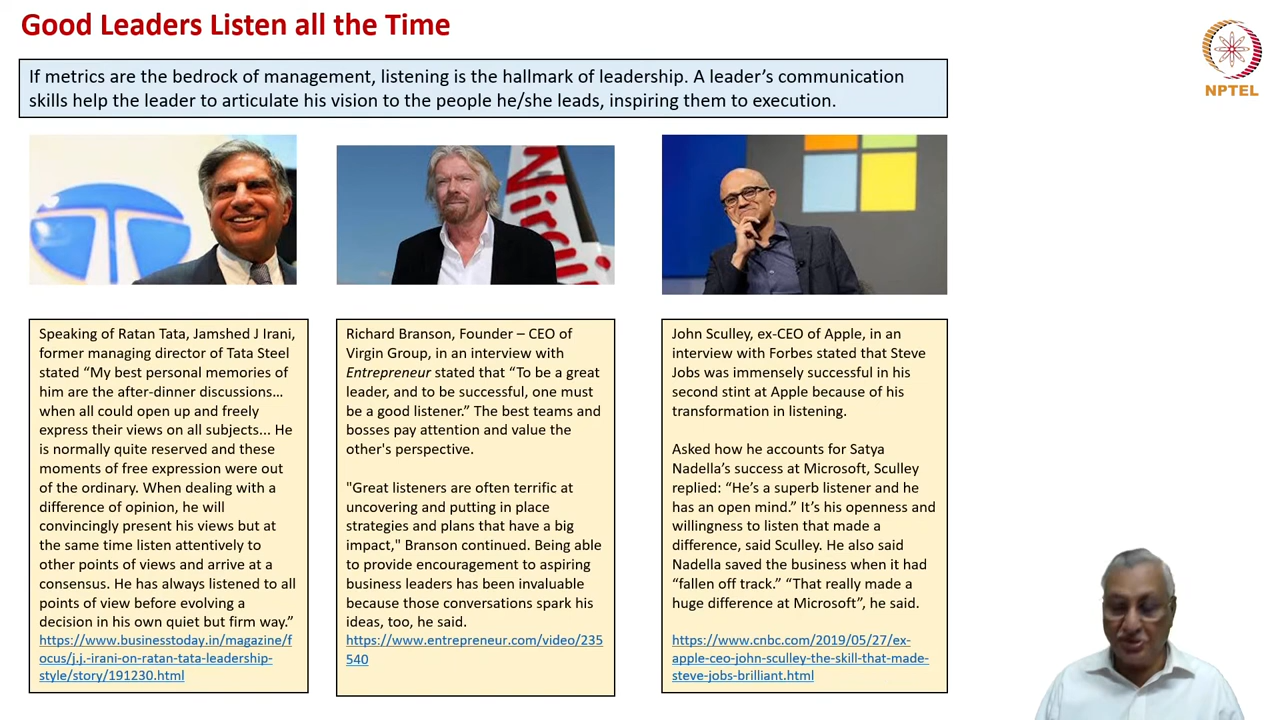 Good Leaders Listen all the Time
If metrics are the bedrock of management, listening is the hallmark of leadership. A leader’s communication
skills help the leader to articulate his vision to the people he/she leads, inspiring them to execution.
NPTEL
Virgin
Speaking of Ratan Tata, Jamshed J Irani,
former managing director of Tata Steel
stated “My best personal memories of
him are the after-dinner discussions…
when all could open up and freely
express their views on all subjects... He
is normally quite reserved and these
moments of free expression were out
of the ordinary. When dealing with a
difference of opinion, he will
convincingly present his views but at
the same time listen attentively to
other points of views and arrive at a
consensus. He has always listened to all
points of view before evolving a
decision in his own quiet but firm way.”
https://www.businesstoday.in/magazine/f
ocus/j.j.-irani-on-ratan-tata-leadership-
style/story/191230.html
Richard Branson, Founder – CEO of
Virgin Group, in an interview with
Entrepreneur stated that “To be a great
leader, and to be successful, one must
be a good listener.” The best teams and
bosses pay attention and value the
other's perspective.
"Great listeners are often terrific at
uncovering and putting in place
strategies and plans that have a big
impact," Branson continued. Being able
to provide encouragement to aspiring
business leaders has been invaluable
because those conversations spark his
ideas, too, he said.
https://www.entrepreneur.com/video/235
540
John Sculley, ex-CEO of Apple, in an
interview with Forbes stated that Steve
Jobs was immensely successful in his
second stint at Apple because of his
transformation in listening.
Asked how he accounts for Satya
Nadella’s success at Microsoft, Sculley
replied: “He’s a superb listener and he
has an open mind.” It’s his openness and
willingness to listen that made a
difference, said Sculley. He also said
Nadella saved the business when it had
“fallen off track.” “That really made a
huge difference at Microsoft”, he said.
https://www.cnbc.com/2019/05/27/ex-
apple-ceo-john-sculley-the-skill-that-made-
steve-jobs-brilliant.html